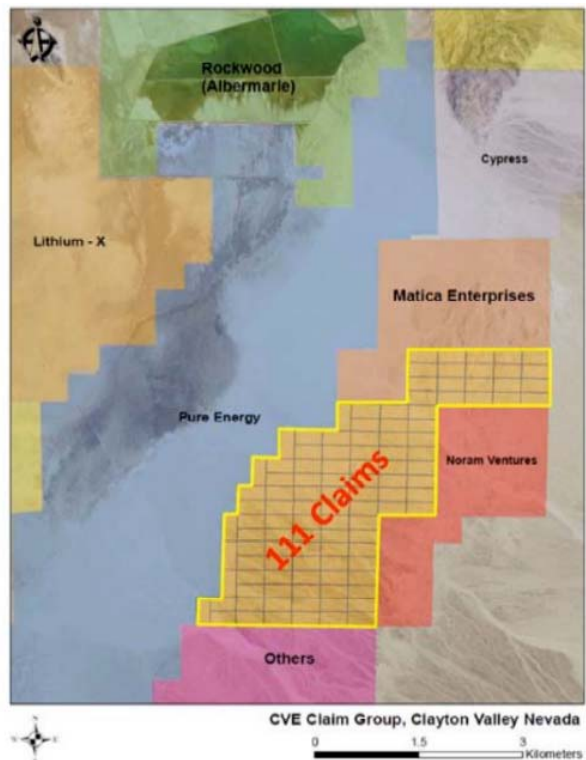 Rockwood
(Albermarle)
Cypress
Lithium - X
Matica Enterprises
Pure Energy
Noram Ventures
111 Claims
Others
CVE Claim Group, Clayton Valley Nevada
0 1.5 3
Kilometers